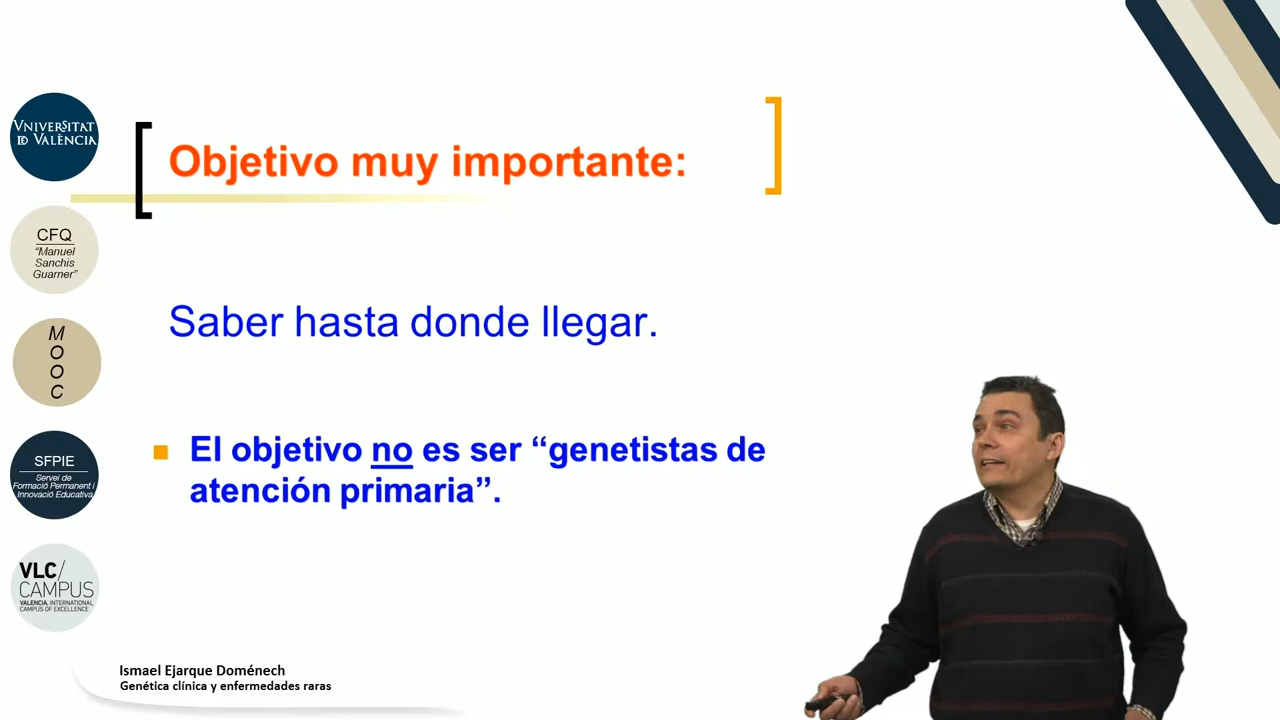 VNIVERSITAT
ID VALÈNCIA
CFQ
“Manuel
Sanchis
Guarner”
M
O
O
C
SFPIE
Servei de
Formació Permanent i
Innovació Educativa
VLC/
CAMPUS
VALENCIA, INTERNATIONAL
CAMPUS OF EXCELLENCE
Objetivo muy importante:
Saber hasta donde llegar.
El objetivo no es ser “genetistas de
atención primaria”.
Ismael Ejarque Doménech
Genética clínica y enfermedades raras